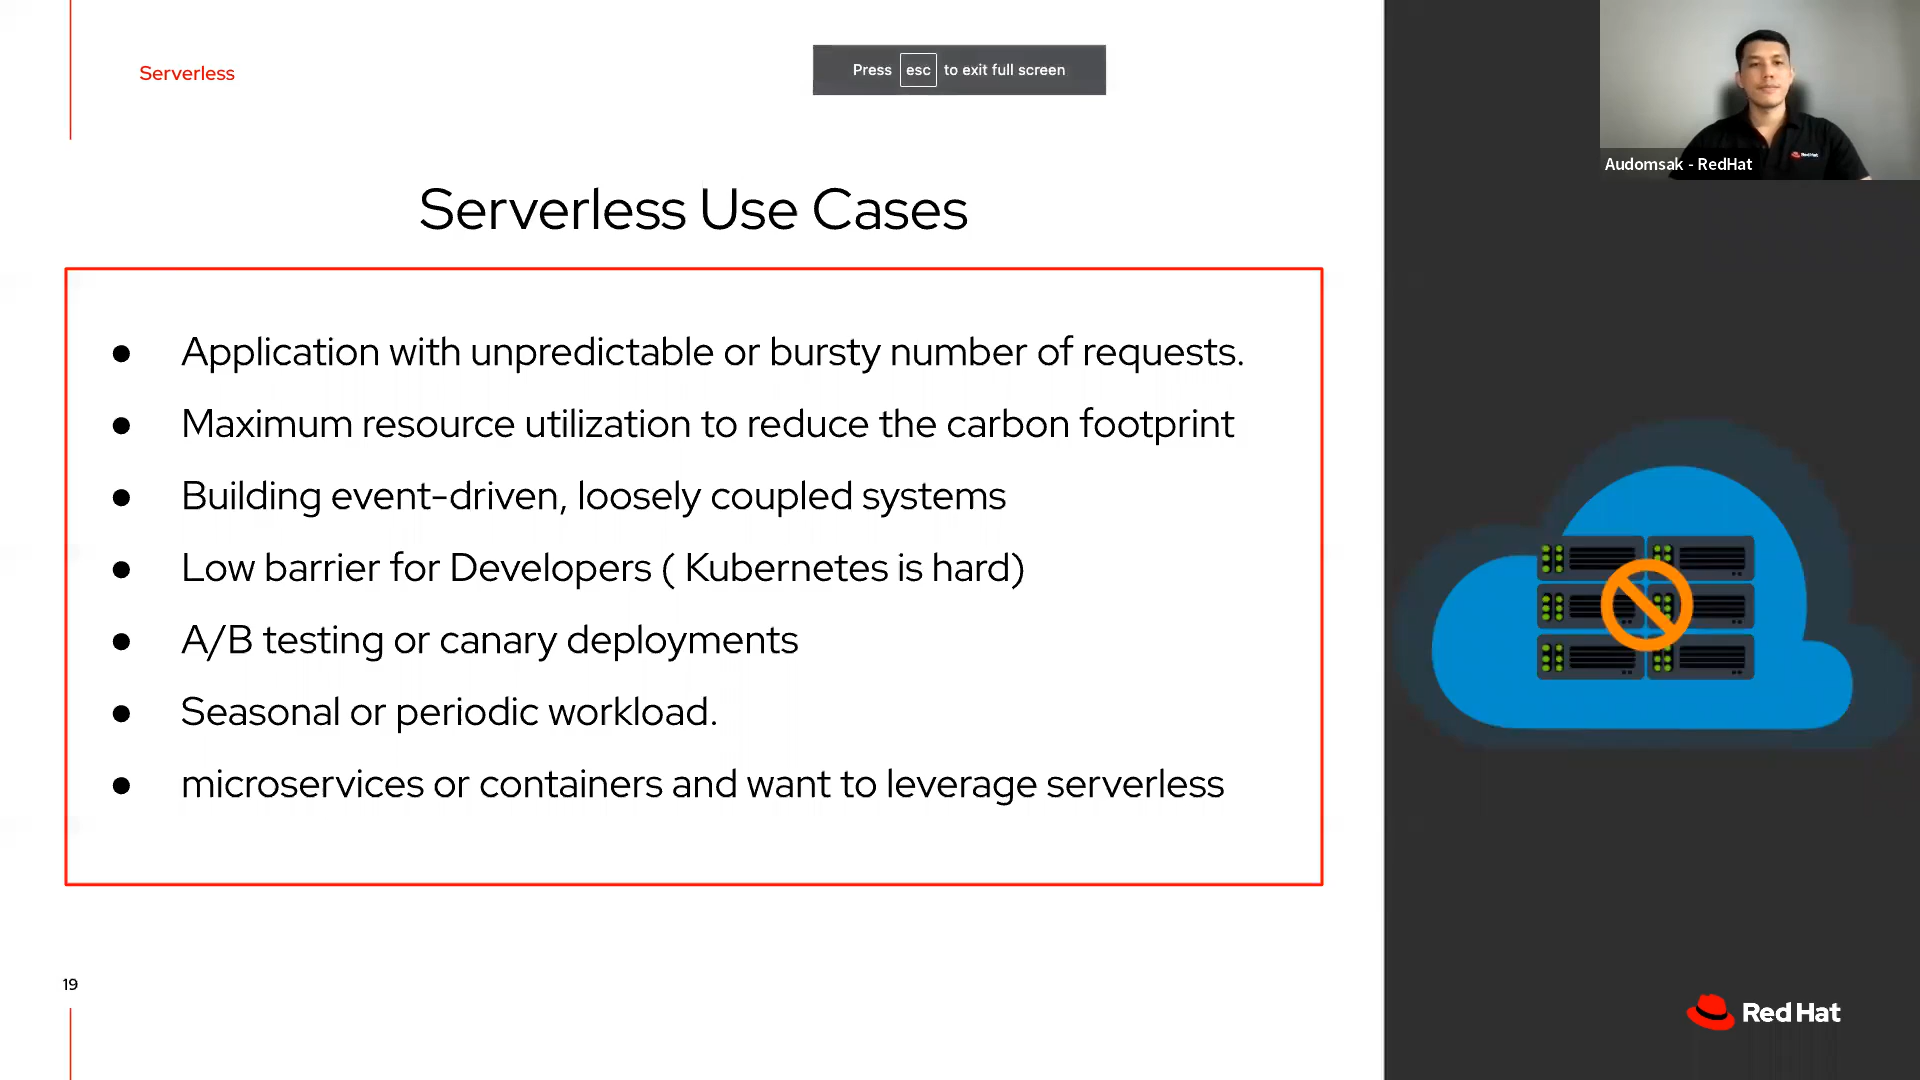 Serverless
Press esc to exit full screen
Audomsak - RedHat
RedHat
Serverless Use Cases
● Application with unpredictable or bursty number of requests.
● Maximum resource utilization to reduce the carbon footprint
● Building event-driven, loosely coupled systems
● Low barrier for Developers ( Kubernetes is hard)
● A/B testing or canary deployments
● Seasonal or periodic workload.
● microservices or containers and want to leverage serverless
19
Red Hat